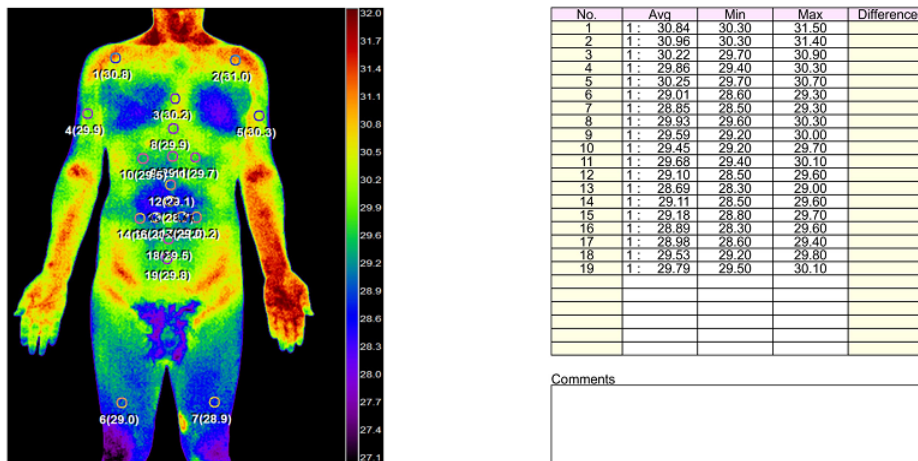 32.0
31.7
31.4
31.1
30.8
30.5
30.2
29.9
29.6
29.2
28.9
28.6
28.3
28.0
27.7
27.4
27.1
1(30.8)
2(31.0)
3(30.2)
4(29.9)
5(30.3)
8(29.9)
10(29.5)
11(29.7)
12(29.1)
18(29.5)
19(29.8)
6(29.0)
7(28.9)
No. Avg Min Max Difference
1 1 : 30.84 30.30 31.50
2 1 : 30.96 30.30 31.40
3 1 : 30.22 29.70 30.90
4 1 : 29.86 29.40 30.30
5 1 : 30.25 29.70 30.70
6 1 : 29.01 28.60 29.30
7 1 : 28.85 28.50 29.30
8 1 : 29.93 29.60 30.30
9 1 : 29.59 29.20 30.00
10 1 : 29.45 29.20 29.70
11 1 : 29.68 29.40 30.10
12 1 : 29.10 28.50 29.60
13 1 : 28.69 28.30 29.00
14 1 : 29.11 28.50 29.60
15 1 : 29.18 28.80 29.70
16 1 : 28.89 28.30 29.60
17 1 : 28.98 28.60 29.40
18 1 : 29.53 29.20 29.80
19 1 : 29.79 29.50 30.10
Comments